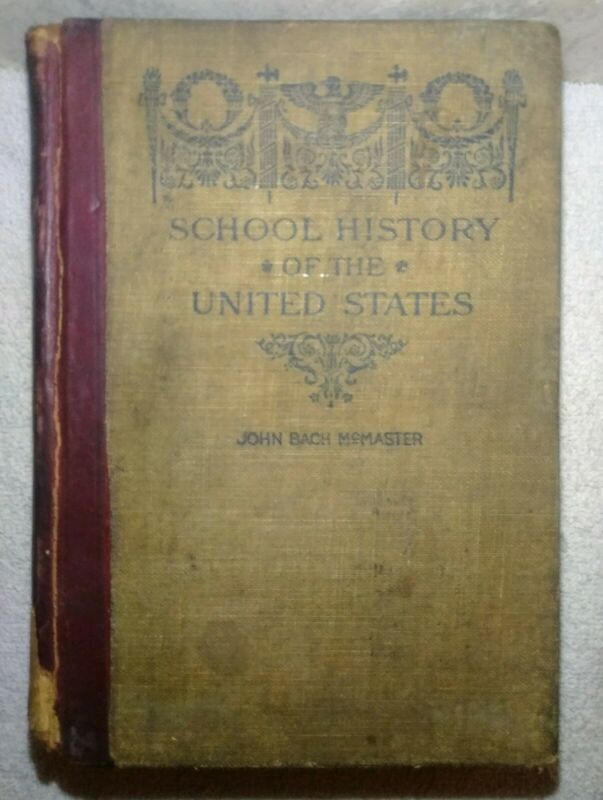 SCHOOL HISTORY
OF THE
UNITED STATES
JOHN BACH McMASTER